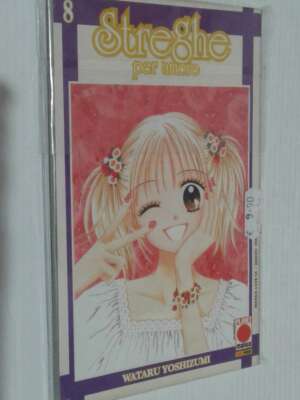 8
Streghe
per amore
€ 9,90
WATARU YOSHIZUMI